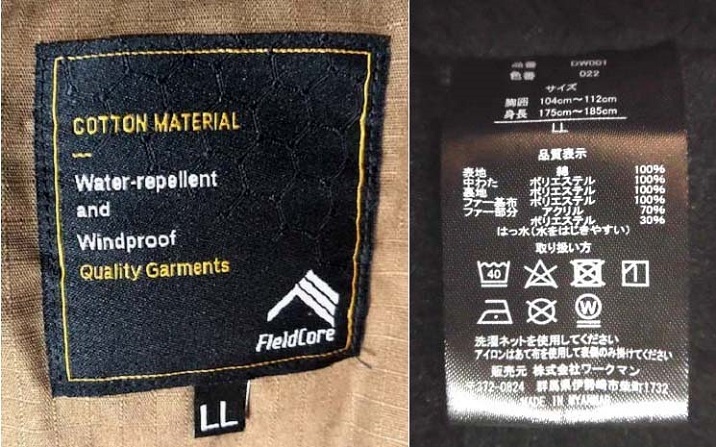 COTTON MATERIAL
Water-repellent
and
Windproof
Quality Garments
FieldCore
LL
品番 DW001
色番 022
サイズ
胸囲 104cm～112cm
身長 175cm～185cm
LL
品質表示
表地 綿 100%
中わた ポリエステル 100%
裏地 ポリエステル 100%
ファー基布 ポリエステル 100%
ファー部分 アクリル 70%
ポリエステル 30%
はっ水(水をはじきやすい)
取り扱い方
40
W
洗濯ネットを使用してください
アイロンはあて布を使用して表側のみ掛けてください
販売元 株式会社ワークマン
〒372-0824 群馬県伊勢崎市柴町1732
MADE IN MYANMAR